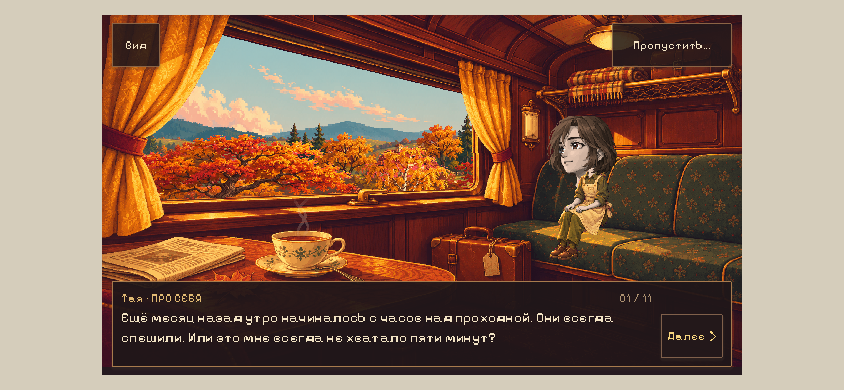 Вид
Пропустить...
Тая · ПРО СЕБЯ
01 / 11
Ещё месяц назад утро начиналось с часов над проходной. Они всегда
спешили. Или это мне всегда не хватало пяти минут?
Далее >